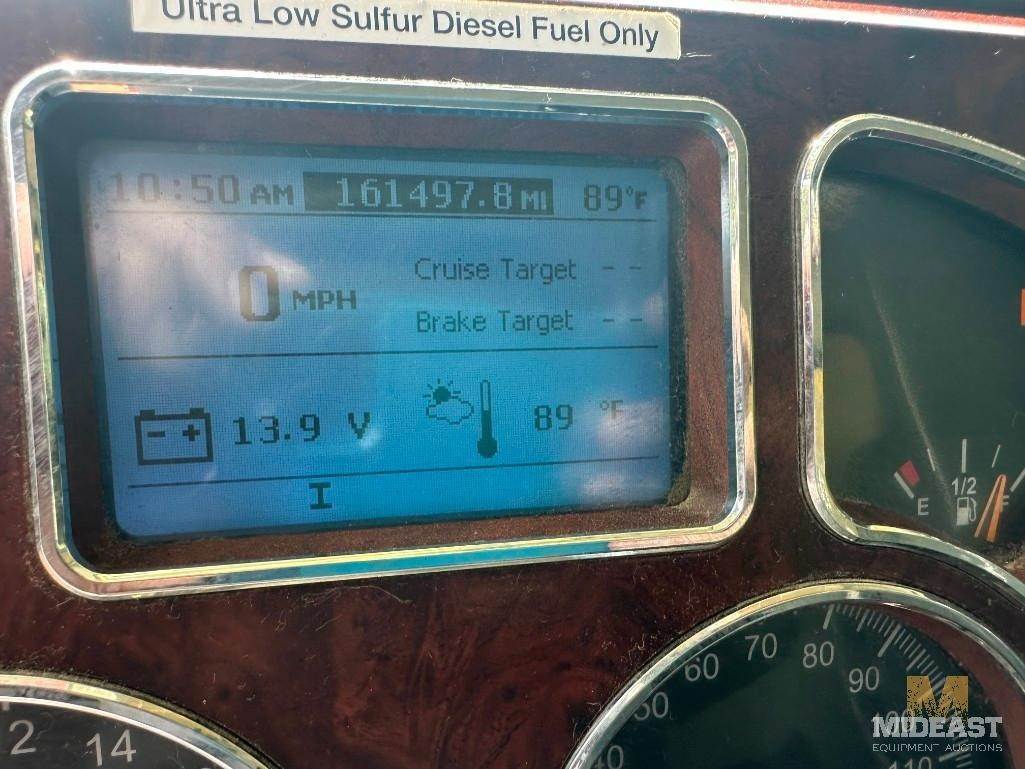 Ultra Low Sulfur Diesel Fuel Only
10:50 AM 161497.8 MI 89°F
0 MPH
Cruise Target --
Brake Target --
- + 13.9 V 89 °F
I
E 1/2 F
50 60 70 80 90 100 110
40
2 14
MIDEAST
EQUIPMENT AUCTIONS